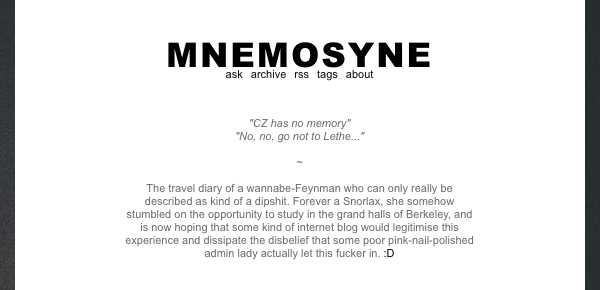 MNEMOSYNE
ask archive rss tags about
"CZ has no memory"
"No, no, go not to Lethe..."
~
The travel diary of a wannabe-Feynman who can only really be
described as kind of a dipshit. Forever a Snorlax, she somehow
stumbled on the opportunity to study in the grand halls of Berkeley, and
is now hoping that some kind of internet blog would legitimise this
experience and dissipate the disbelief that some poor pink-nail-polished
admin lady actually let this fucker in. :D